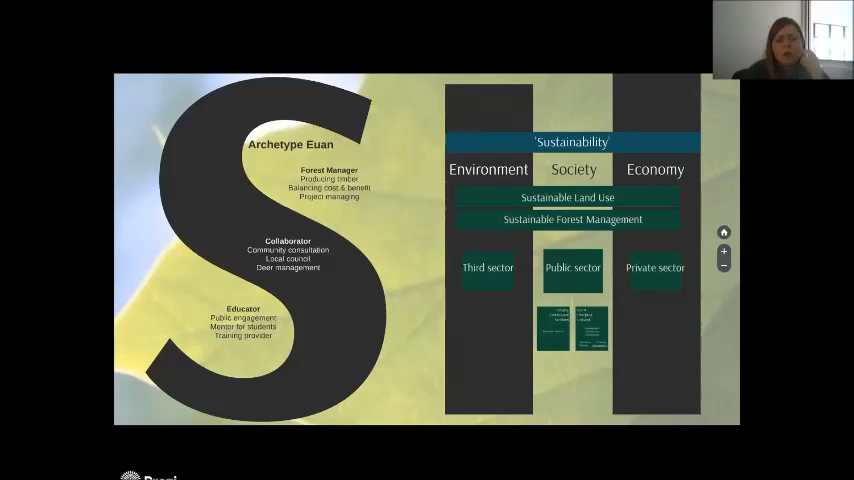 S
Archetype Euan
Forest Manager
Producing timber
Balancing cost & benefit
Project managing
Collaborator
Community consultation
Local council
Deer management
Educator
Public engagement
Mentor for students
Training provider
'Sustainability'
Environment Society Economy
Sustainable Land Use
Sustainable Forest Management
Third sector Public sector Private sector
Prezi